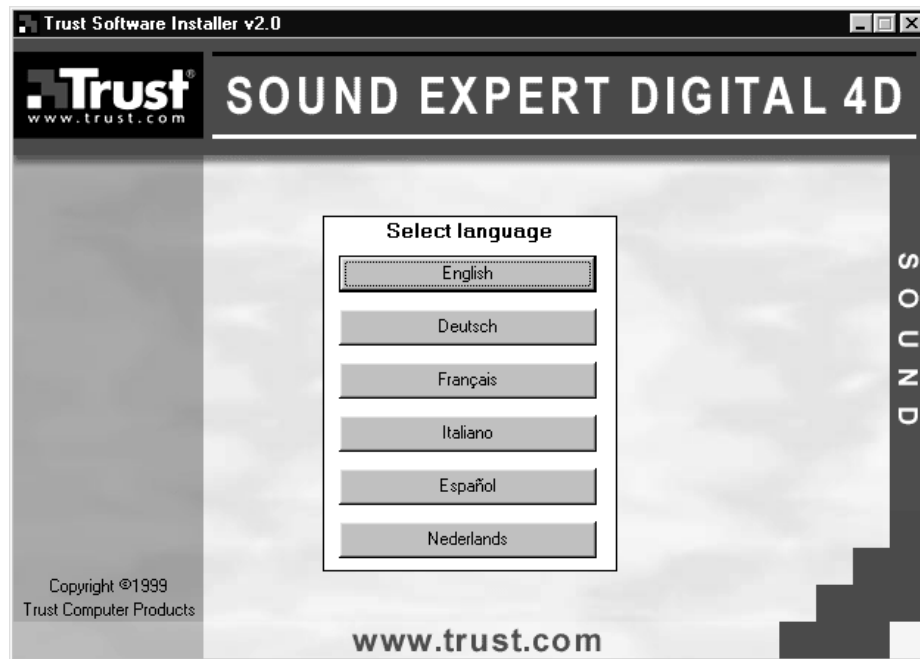 Trust Software Installer v2.0
Trust®
www.trust.com
SOUND EXPERT DIGITAL 4D
Select language
English
Deutsch
Français
Italiano
Español
Nederlands
SOUND
Copyright ©1999
Trust Computer Products
www.trust.com